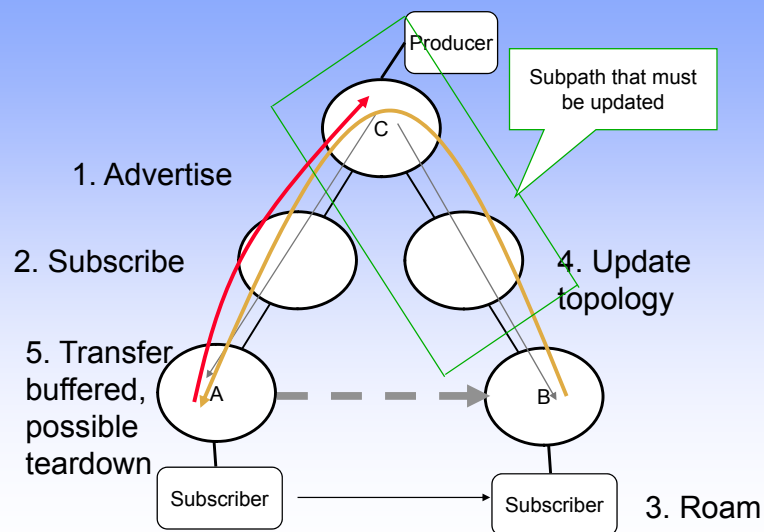 Producer
Subpath that must
be updated
C
1. Advertise
2. Subscribe
4. Update
topology
5. Transfer
buffered,
possible
teardown
A
B
Subscriber
Subscriber
3. Roam